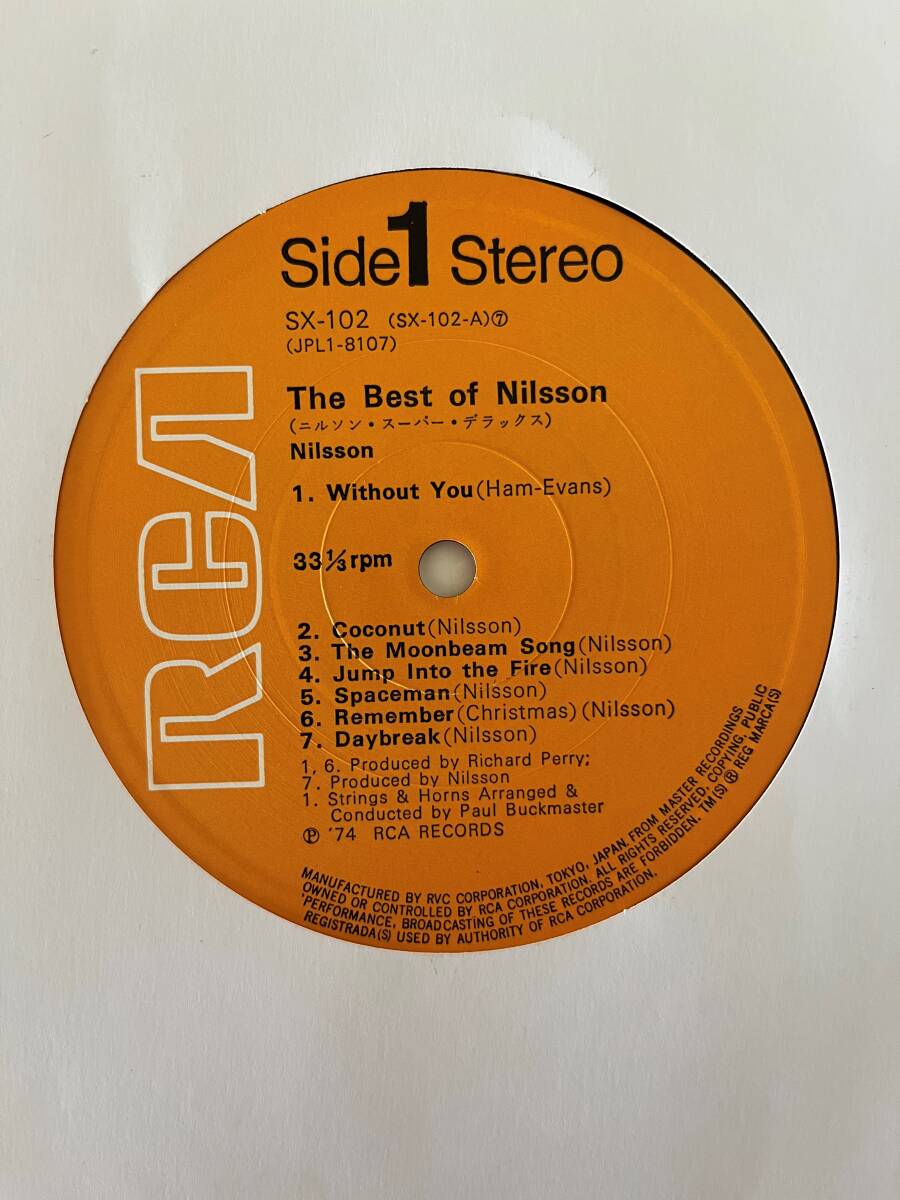 Side 1 Stereo
SX-102 (SX-102-A)⑦
(JPL1-8107)
The Best of Nilsson
(ニルソン・スーパー・デラックス)
Nilsson
1. Without You(Ham-Evans)
33⅓rpm
2. Coconut(Nilsson)
3. The Moonbeam Song(Nilsson)
4. Jump Into the Fire(Nilsson)
5. Spaceman(Nilsson)
6. Remember(Christmas)(Nilsson)
7. Daybreak(Nilsson)
1, 6. Produced by Richard Perry;
7. Produced by Nilsson
1. Strings & Horns Arranged &
Conducted by Paul Buckmaster
Ⓟ '74 RCA RECORDS
MANUFACTURED BY RVC CORPORATION, TOKYO, JAPAN, FROM MASTER RECORDINGS
OWNED OR CONTROLLED BY RCA CORPORATION. ALL RIGHTS RESERVED, COPYING, PUBLIC
'PERFORMANCE, BROADCASTING OF THESE RECORDS ARE FORBIDDEN. TM(S) ® REG MARCA(S)
REGISTRADA(S) USED BY AUTHORITY OF RCA CORPORATION.
RCA